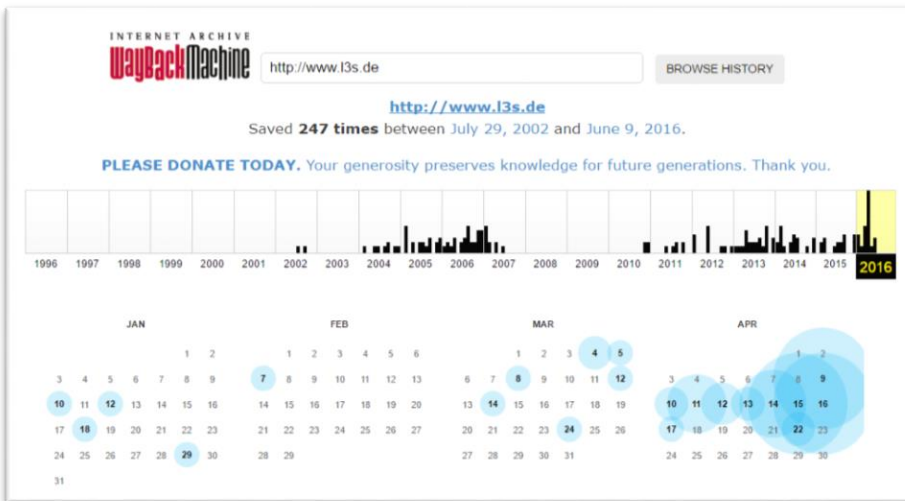 INTERNET ARCHIVE
WayBackMachine
http://www.l3s.de
BROWSE HISTORY
http://www.l3s.de
Saved 247 times between July 29, 2002 and June 9, 2016.
PLEASE DONATE TODAY. Your generosity preserves knowledge for future generations. Thank you.
1996 1997 1998 1999 2000 2001 2002 2003 2004 2005 2006 2007 2008 2009 2010 2011 2012 2013 2014 2015 2016
JAN
1 2
3 4 5 6 7 8 9
10 11 12 13 14 15 16
17 18 19 20 21 22 23
24 25 26 27 28 29 30
31
FEB
1 2 3 4 5 6
7 8 9 10 11 12 13
14 15 16 17 18 19 20
21 22 23 24 25 26 27
28 29
MAR
1 2 3 4 5
6 7 8 9 10 11 12
13 14 15 16 17 18 19
20 21 22 23 24 25 26
27 28 29 30 31
APR
1 2
3 4 5 6 7 8 9
10 11 12 13 14 15 16
17 18 19 20 21 22 23
24 25 26 27 28 29 30